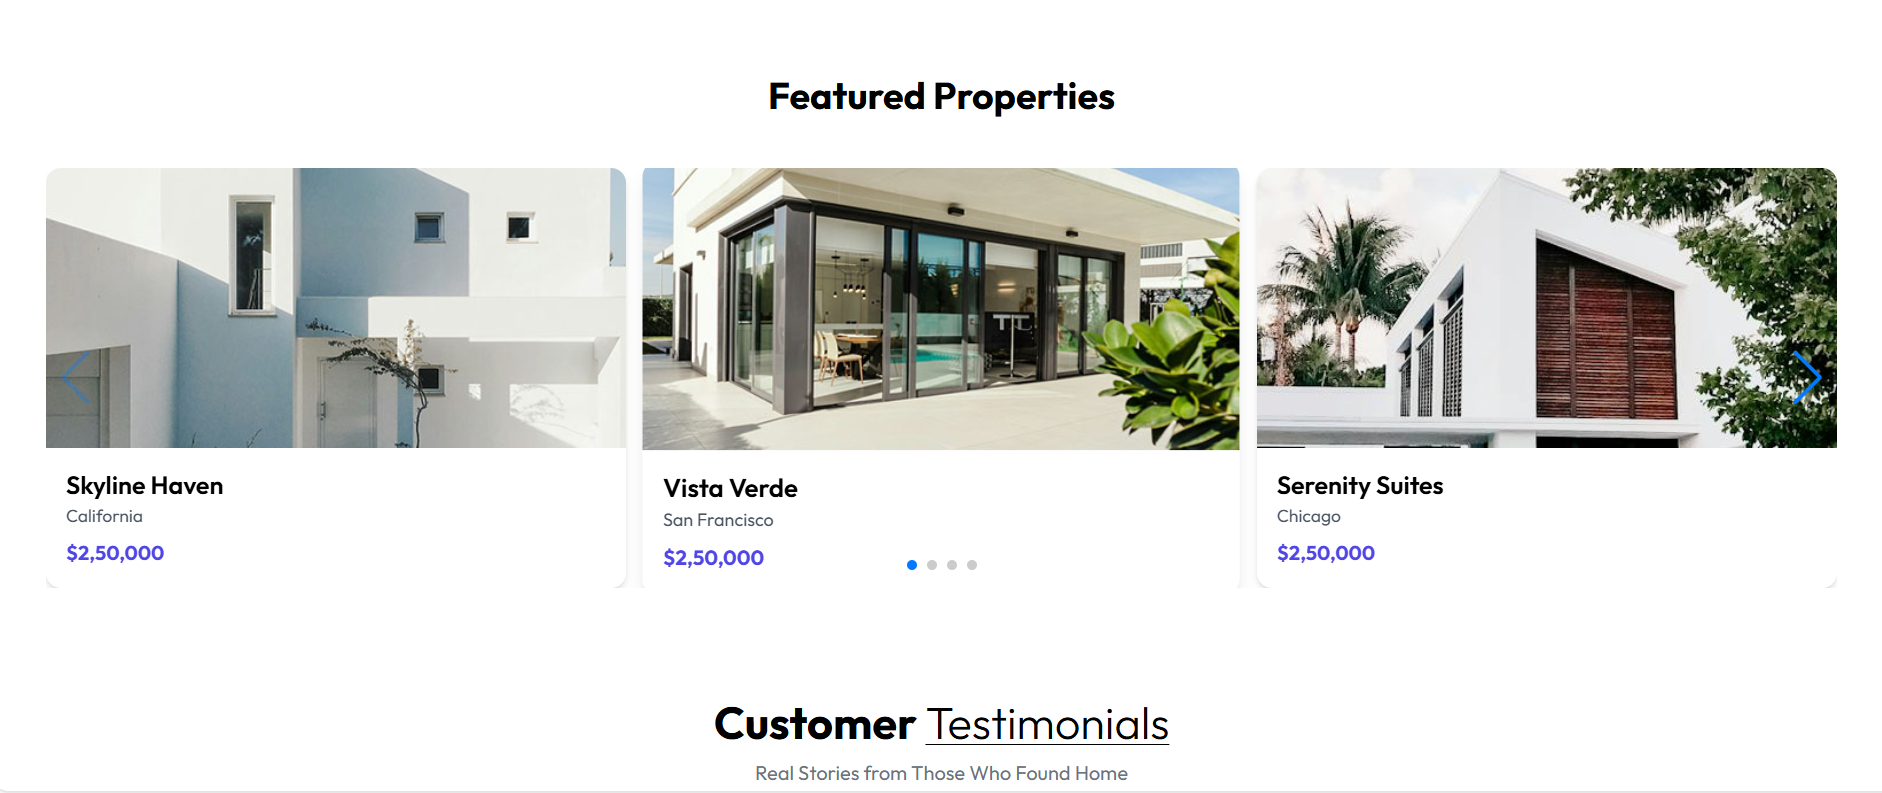 Featured Properties
Skyline Haven
California
$2,50,000
Vista Verde
San Francisco
$2,50,000
Serenity Suites
Chicago
$2,50,000
Customer Testimonials
Real Stories from Those Who Found Home